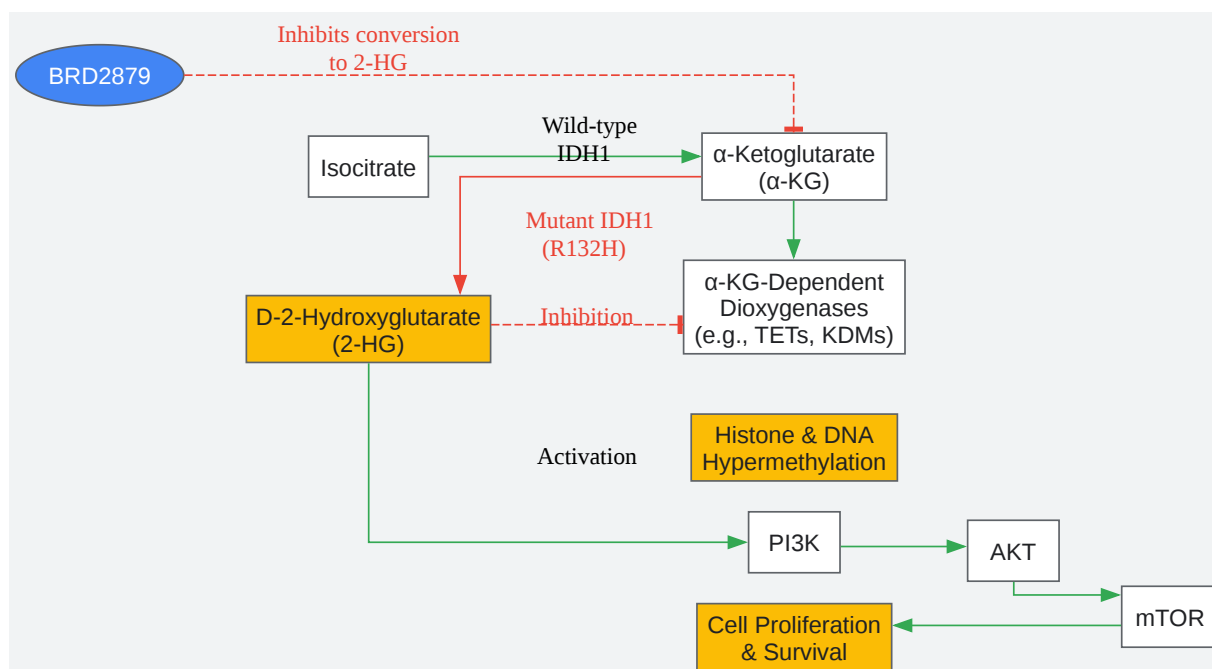 Inhibits conversion
to 2-HG
BRD2879
Wild-type
IDH1
Isocitrate
α-Ketoglutarate
(α-KG)
Mutant IDH1
(R132H)
α-KG-Dependent
Dioxygenases
(e.g., TETs, KDMs)
D-2-Hydroxyglutarate
(2-HG)
Inhibition
Histone & DNA
Hypermethylation
Activation
PI3K
AKT
mTOR
Cell Proliferation
& Survival